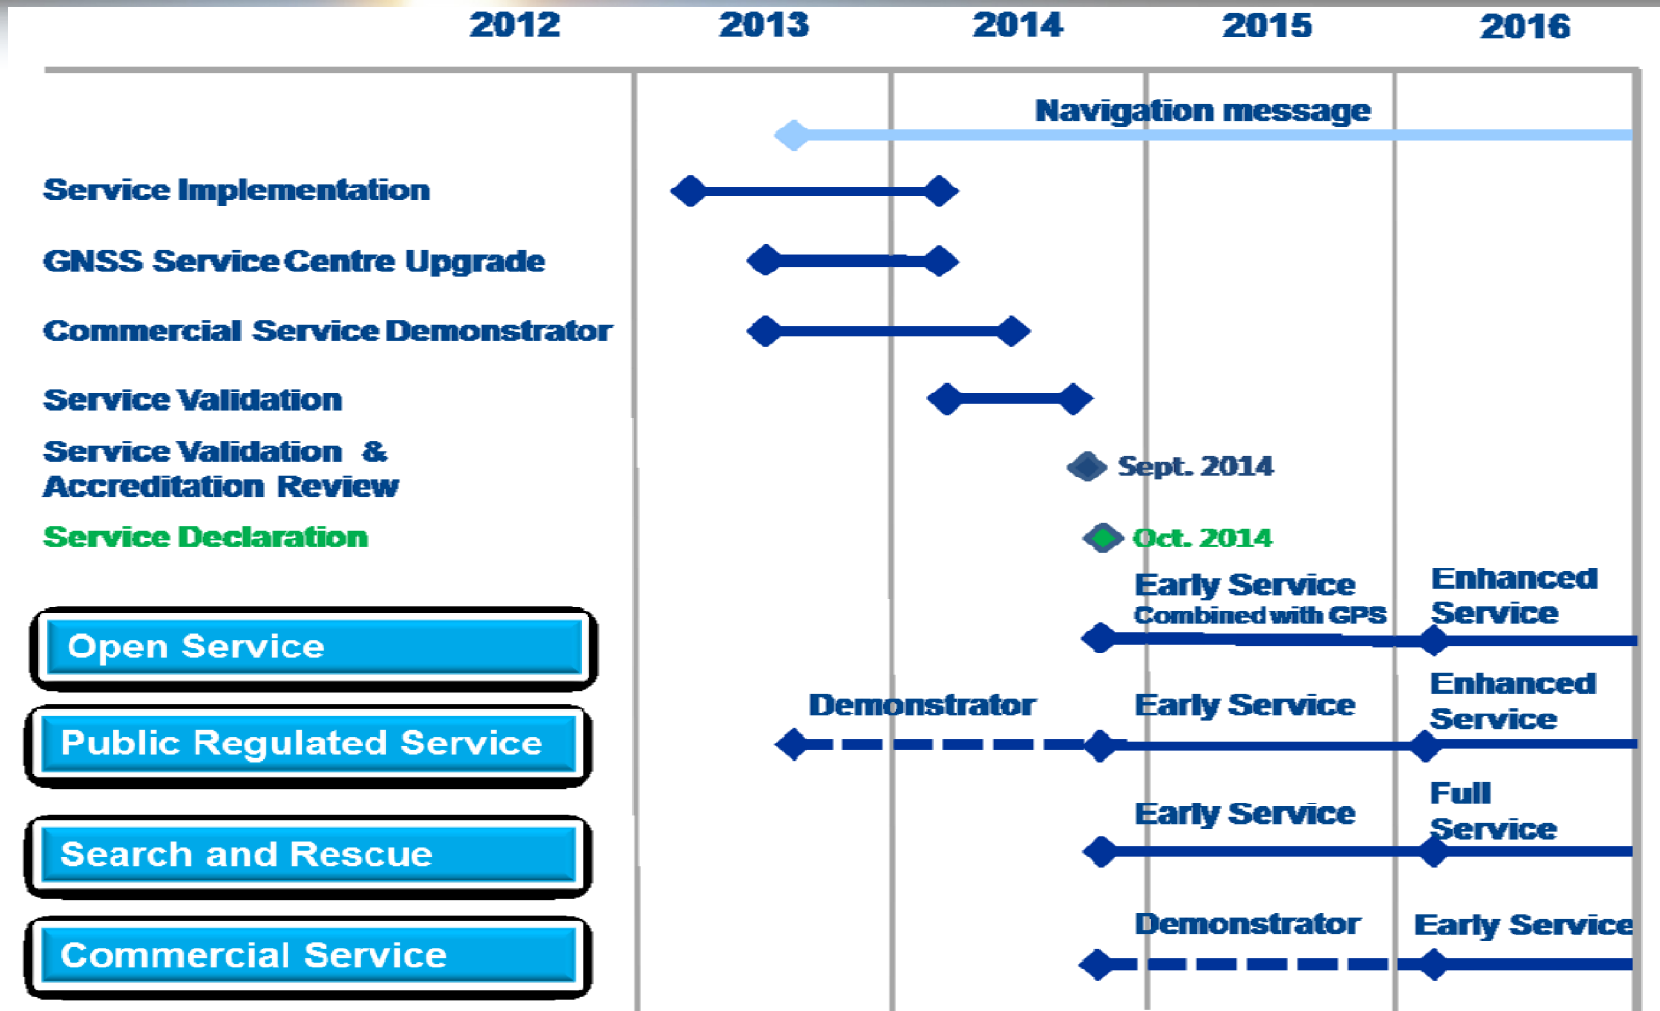 2012 2013 2014 2015 2016
Navigation message
Service Implementation
GNSS Service Centre Upgrade
Commercial Service Demonstrator
Service Validation
Service Validation &
Accreditation Review
Sept. 2014
Service Declaration
Oct. 2014
Early Service
Combined with GPS
Enhanced
Service
Open Service
Demonstrator
Early Service
Enhanced
Service
Public Regulated Service
Early Service
Full
Service
Search and Rescue
Demonstrator
Early Service
Commercial Service